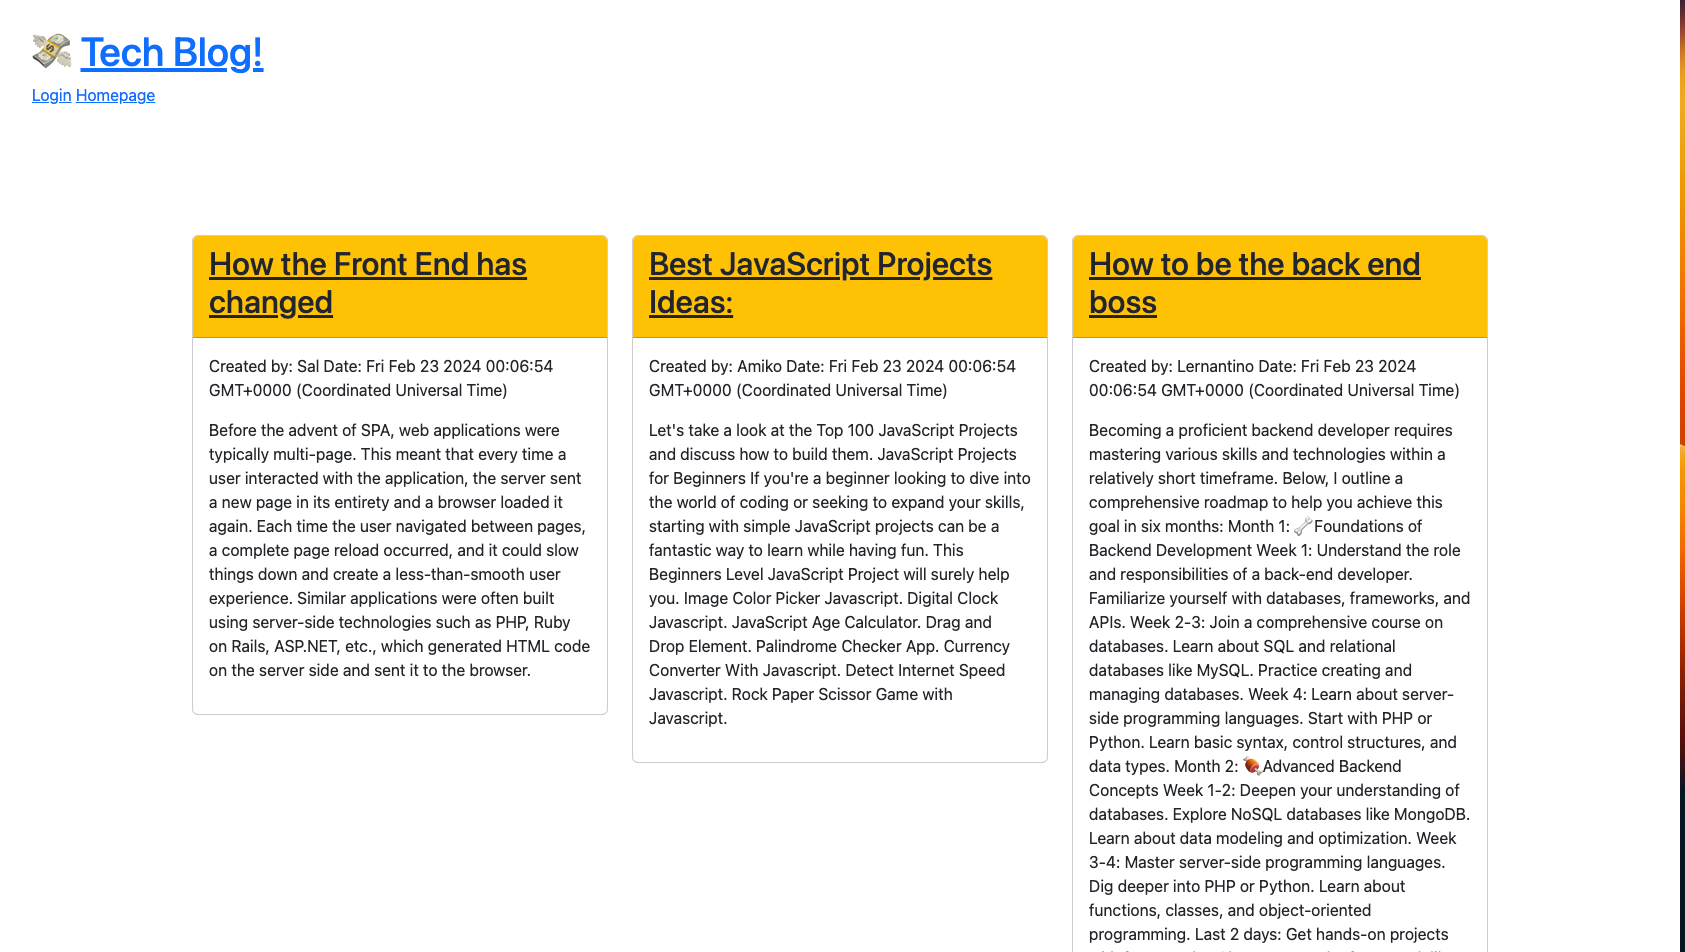 💸 Tech Blog!
Login Homepage
How the Front End has
changed
Created by: Sal Date: Fri Feb 23 2024 00:06:54
GMT+0000 (Coordinated Universal Time)
Before the advent of SPA, web applications were
typically multi-page. This meant that every time a
user interacted with the application, the server sent
a new page in its entirety and a browser loaded it
again. Each time the user navigated between pages,
a complete page reload occurred, and it could slow
things down and create a less-than-smooth user
experience. Similar applications were often built
using server-side technologies such as PHP, Ruby
on Rails, ASP.NET, etc., which generated HTML code
on the server side and sent it to the browser.
Best JavaScript Projects
Ideas:
Created by: Amiko Date: Fri Feb 23 2024 00:06:54
GMT+0000 (Coordinated Universal Time)
Let's take a look at the Top 100 JavaScript Projects
and discuss how to build them. JavaScript Projects
for Beginners If you're a beginner looking to dive into
the world of coding or seeking to expand your skills,
starting with simple JavaScript projects can be a
fantastic way to learn while having fun. This
Beginners Level JavaScript Project will surely help
you. Image Color Picker Javascript. Digital Clock
Javascript. JavaScript Age Calculator. Drag and
Drop Element. Palindrome Checker App. Currency
Converter With Javascript. Detect Internet Speed
Javascript. Rock Paper Scissor Game with
Javascript.
How to be the back end
boss
Created by: Lernantino Date: Fri Feb 23 2024
00:06:54 GMT+0000 (Coordinated Universal Time)
Becoming a proficient backend developer requires
mastering various skills and technologies within a
relatively short timeframe. Below, I outline a
comprehensive roadmap to help you achieve this
goal in six months: Month 1: 🦴Foundations of
Backend Development Week 1: Understand the role
and responsibilities of a back-end developer.
Familiarize yourself with databases, frameworks, and
APIs. Week 2-3: Join a comprehensive course on
databases. Learn about SQL and relational
databases like MySQL. Practice creating and
managing databases. Week 4: Learn about server-
side programming languages. Start with PHP or
Python. Learn basic syntax, control structures, and
data types. Month 2: 🍖Advanced Backend
Concepts Week 1-2: Deepen your understanding of
databases. Explore NoSQL databases like MongoDB.
Learn about data modeling and optimization. Week
3-4: Master server-side programming languages.
Dig deeper into PHP or Python. Learn about
functions, classes, and object-oriented
programming. Last 2 days: Get hands-on projects